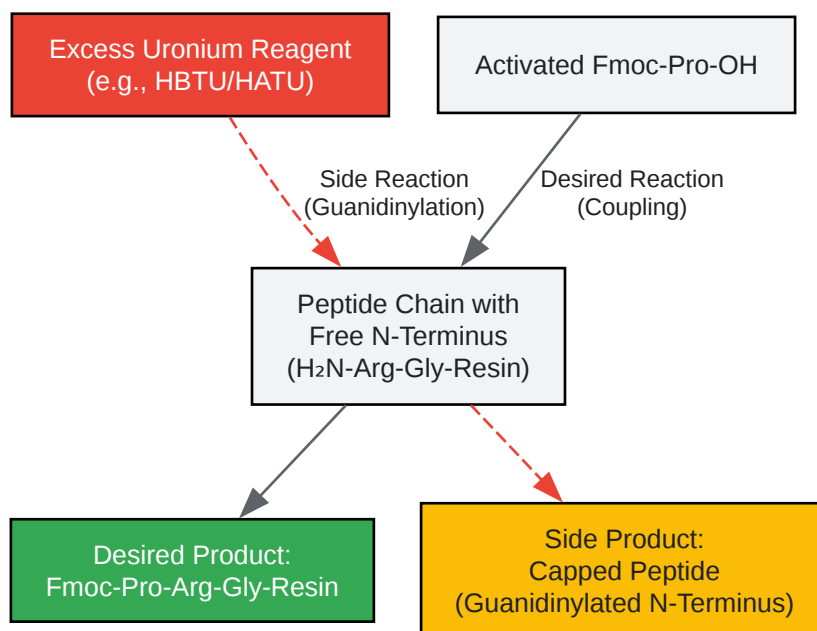 Excess Uronium Reagent
(e.g., HBTU/HATU)
Activated Fmoc-Pro-OH
Side Reaction
(Guanidinylation)
Desired Reaction
(Coupling)
Peptide Chain with
Free N-Terminus
(H₂N-Arg-Gly-Resin)
Desired Product:
Fmoc-Pro-Arg-Gly-Resin
Side Product:
Capped Peptide
(Guanidinylated N-Terminus)